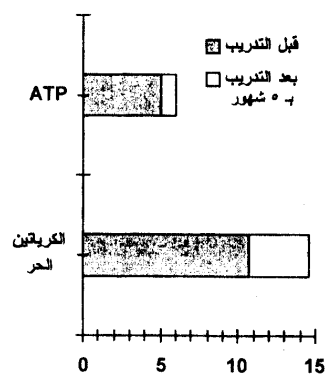 قبل التدريب
بعد التدريب
بـ ٥ شهور
ATP
الكرياتين
الحر
0 5 10 15